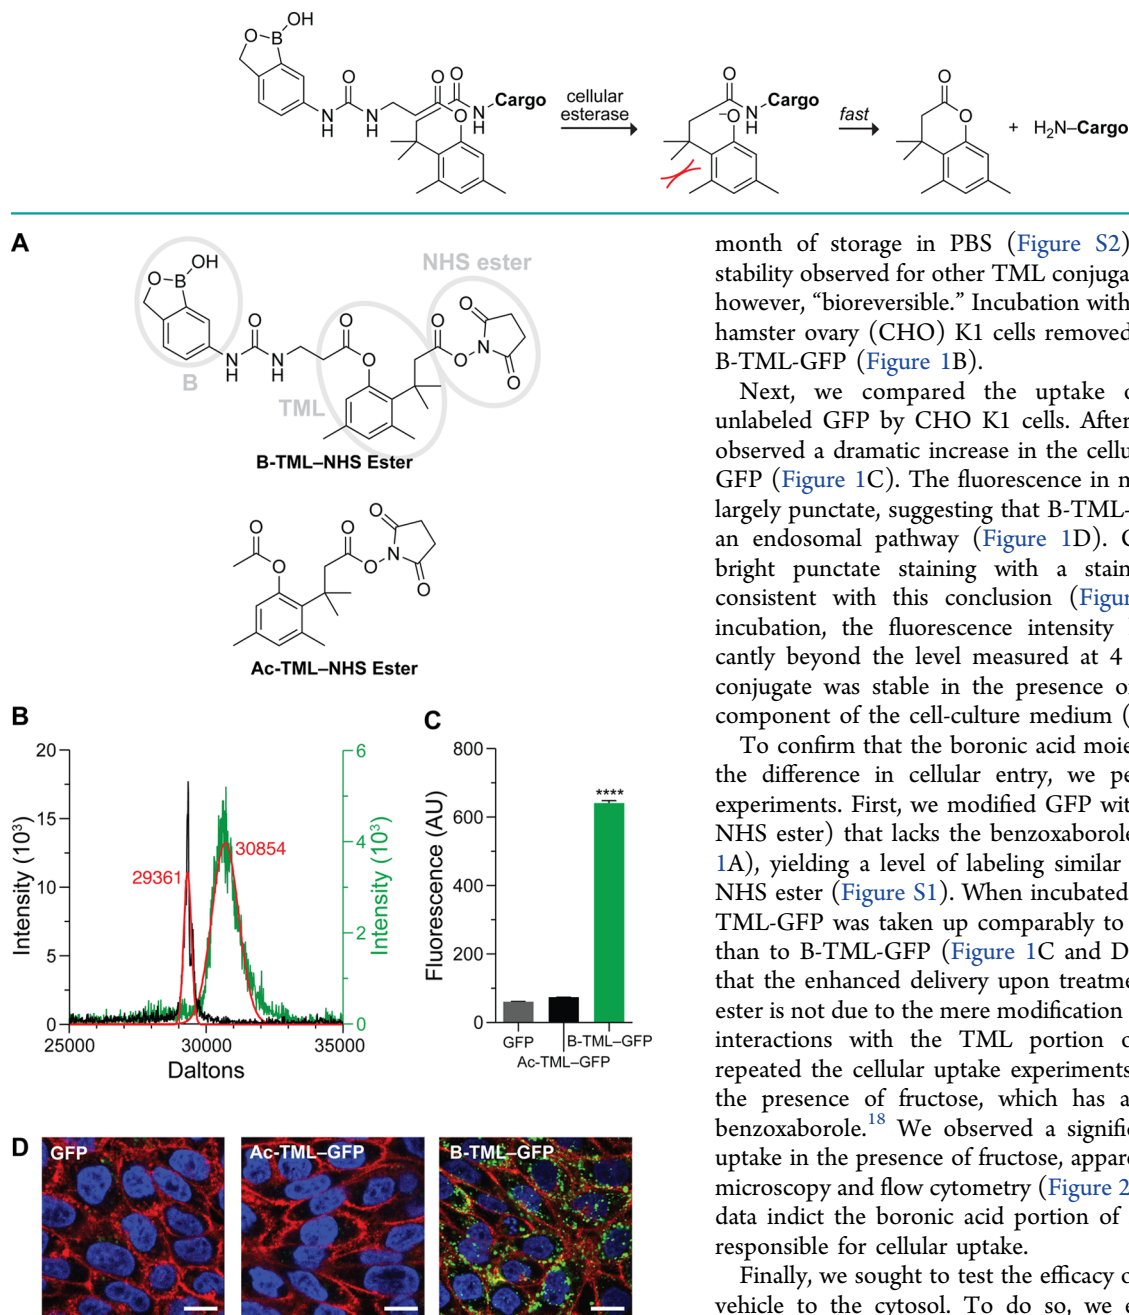 OH
O B
O
N
H
N
H
O
O
O
N
H
Cargo
cellular
esterase
O
N
H
Cargo
−O
fast
O
O
+ H2N–Cargo
A
OH
O B
B
O
N
H
N
H
O
O
TML
NHS ester
O
O
O
N
O
B-TML–NHS Ester
O
O
O
O
O
N
O
Ac-TML–NHS Ester
B
20
15
10
5
0
Intensity (10³)
29361
30854
6
4
2
0
Intensity (10³)
25000 30000 35000
Daltons
C
800
600
400
200
0
Fluorescence (AU)
****
GFP
B-TML–GFP
Ac-TML–GFP
D
GFP
Ac-TML–GFP
B-TML–GFP
month of storage in PBS (Figure S2)
stability observed for other TML conjuga
however, “bioreversible.” Incubation with
hamster ovary (CHO) K1 cells removed
B-TML-GFP (Figure 1B).
Next, we compared the uptake o
unlabeled GFP by CHO K1 cells. After
observed a dramatic increase in the cellu
GFP (Figure 1C). The fluorescence in m
largely punctate, suggesting that B-TML-
an endosomal pathway (Figure 1D). C
bright punctate staining with a stain
consistent with this conclusion (Figur
incubation, the fluorescence intensity
cantly beyond the level measured at 4
conjugate was stable in the presence o
component of the cell-culture medium (
To confirm that the boronic acid moie
the difference in cellular entry, we pe
experiments. First, we modified GFP wit
NHS ester) that lacks the benzoxaborole
1A), yielding a level of labeling similar
NHS ester (Figure S1). When incubated
TML-GFP was taken up comparably to
than to B-TML-GFP (Figure 1C and D
that the enhanced delivery upon treatme
ester is not due to the mere modification
interactions with the TML portion o
repeated the cellular uptake experiments
the presence of fructose, which has a
benzoxaborole.18 We observed a signific
uptake in the presence of fructose, appare
microscopy and flow cytometry (Figure 2
data indict the boronic acid portion of
responsible for cellular uptake.
Finally, we sought to test the efficacy o
vehicle to the cytosol. To do so, we e